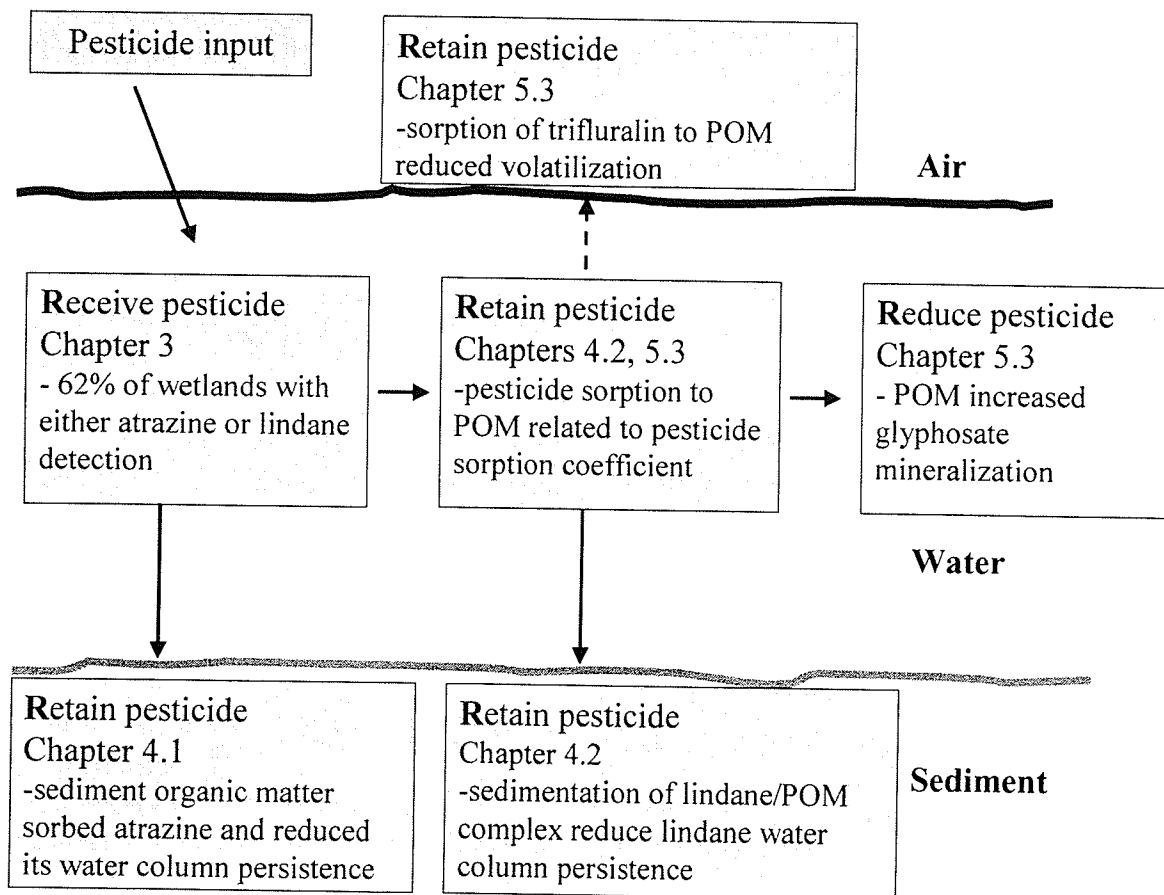 Pesticide input
Retain pesticide
Chapter 5.3
-sorption of trifluralin to POM
reduced volatilization
Air
Receive pesticide
Chapter 3
- 62% of wetlands with
either atrazine or lindane
detection
Retain pesticide
Chapters 4.2, 5.3
-pesticide sorption to
POM related to pesticide
sorption coefficient
Reduce pesticide
Chapter 5.3
- POM increased
glyphosate
mineralization
Water
Retain pesticide
Chapter 4.1
-sediment organic matter
sorbed atrazine and reduced
its water column persistence
Retain pesticide
Chapter 4.2
-sedimentation of lindane/POM
complex reduce lindane water
column persistence
Sediment